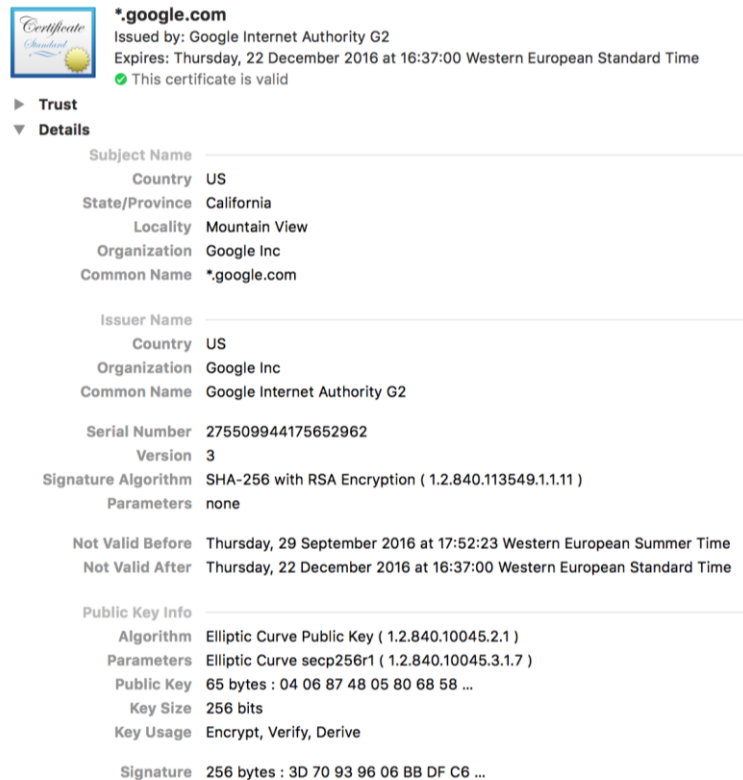 Certificate
Standard
*.google.com
Issued by: Google Internet Authority G2
Expires: Thursday, 22 December 2016 at 16:37:00 Western European Standard Time
This certificate is valid
Trust
Details
Subject Name
Country US
State/Province California
Locality Mountain View
Organization Google Inc
Common Name *.google.com
Issuer Name
Country US
Organization Google Inc
Common Name Google Internet Authority G2
Serial Number 275509944175652962
Version 3
Signature Algorithm SHA-256 with RSA Encryption ( 1.2.840.113549.1.1.11 )
Parameters none
Not Valid Before Thursday, 29 September 2016 at 17:52:23 Western European Summer Time
Not Valid After Thursday, 22 December 2016 at 16:37:00 Western European Standard Time
Public Key Info
Algorithm Elliptic Curve Public Key ( 1.2.840.10045.2.1 )
Parameters Elliptic Curve secp256r1 ( 1.2.840.10045.3.1.7 )
Public Key 65 bytes : 04 06 87 48 05 80 68 58 ...
Key Size 256 bits
Key Usage Encrypt, Verify, Derive
Signature 256 bytes : 3D 70 93 96 06 BB DF C6 ...